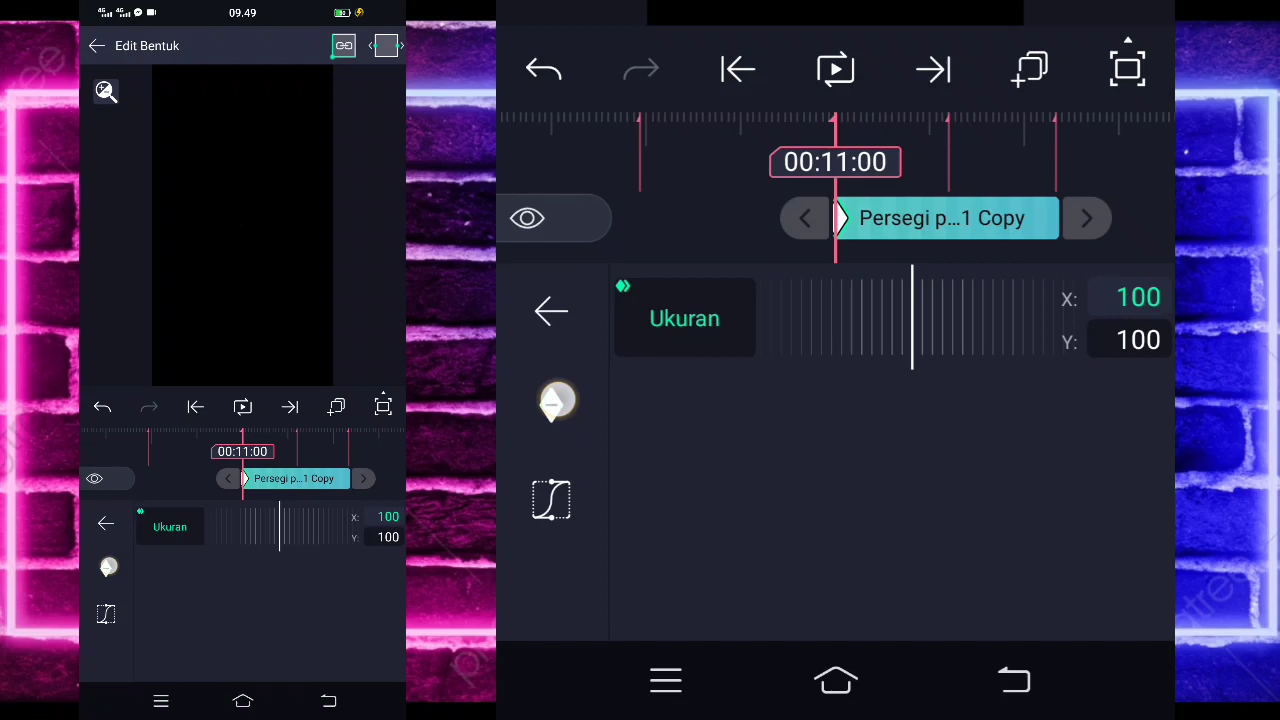 09.49
Edit Bentuk
00:11:00
Persegi p...1 Copy
Ukuran
X: 100
Y: 100
00:11:00
Persegi p...1 Copy
Ukuran
X: 100
Y: 100